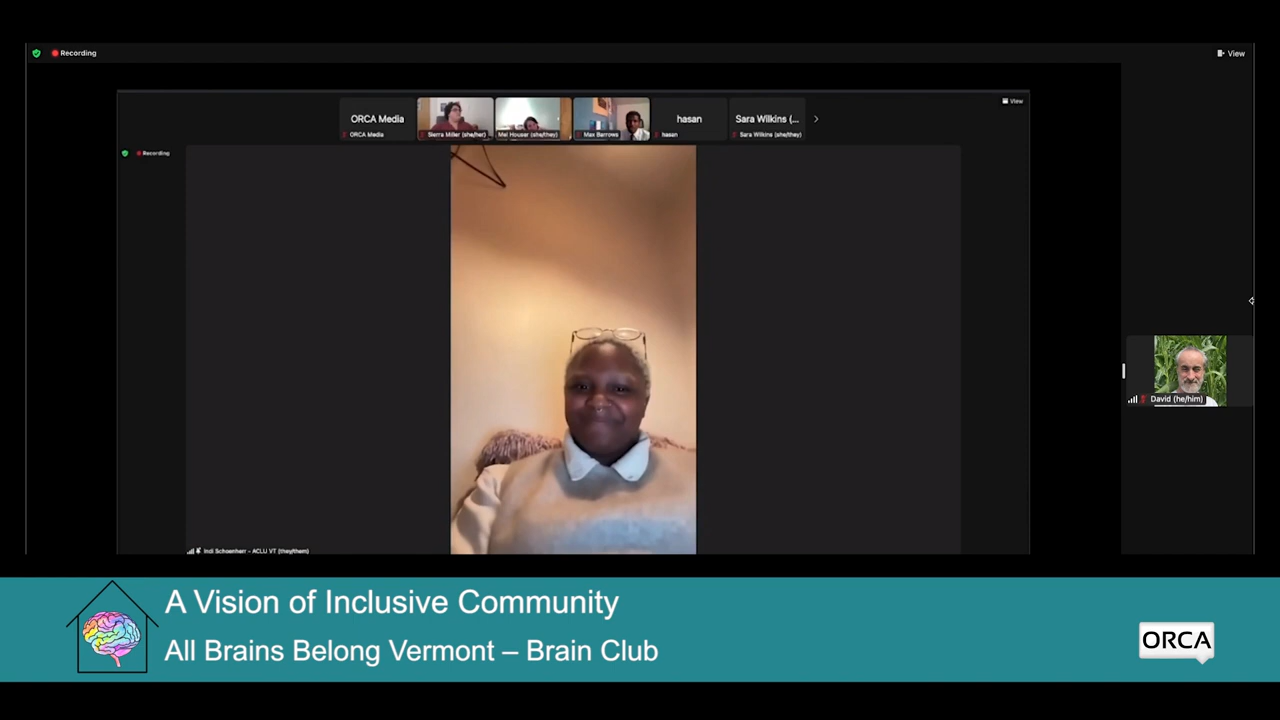 Recording
View
View
ORCA Media
hasan
Sara Wilkins (...
ORCA Media
Sierra Miller (she/her)
Mel Houser (she/they)
Max Barrows
hasan
Sara Wilkins (she/they)
Recording
David (he/him)
Indi Schoenherr - ACLU VT (they/them)
A Vision of Inclusive Community
All Brains Belong Vermont – Brain Club
ORCA